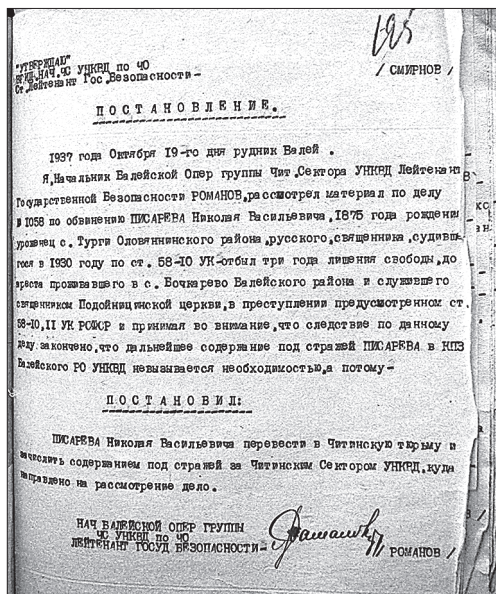 195
"УТВЕРЖДАЮ"
ВРИД.НАЧ.ЧС УНКВД по ЧО
Ст.Лейтенант Гос.Безопасности-
/ СМИРНОВ /
ПОСТАНОВЛЕНИЕ.
1937 года Октября 19-го дня рудник Балей .
Я,Начальник Балейской Опер группы Чит.Сектора УНКВД Лейтенант
Государственной Безопасности РОМАНОВ,рассмотрел материал по делу
№ 1058 по обвинению ПИСАРЕВА Николая Васильевича,1875 года рождения
уроженец с. Турги Оловяннинского района,русского,священника,судивше-
гося в 1930 году по ст. 58-10 УК-отбыл три года лишения свободы,до
ареста проживавшего в с. Бочкарево Балейского района и служившего
священником Подойницинской церкви,в преступлении предусмотренном ст.
58-10,II УК РСФСР и принимая во внимание,что следствие по данному
делу закончено,что дальнейшее содержание под стражей ПИСАРЕВА в КПЗ
Балейского РО УНКВД невызывается необходимостью,а потому-
ПОСТАНОВИЛ:
ПИСАРЕВА Николая Васильевича перевести в Читинскую тюрьму и
зачислить содержанием под стражей за Читинским Сектором УНКВД,куда
направлено на рассмотрение дело.
НАЧ БАЛЕЙСКОЙ ОПЕР ГРУППЫ
ЧС УНКВД по ЧО
ЛЕЙТЕНАНТ ГОСУД БЕЗОПАСНОСТИ-
/ РОМАНОВ /